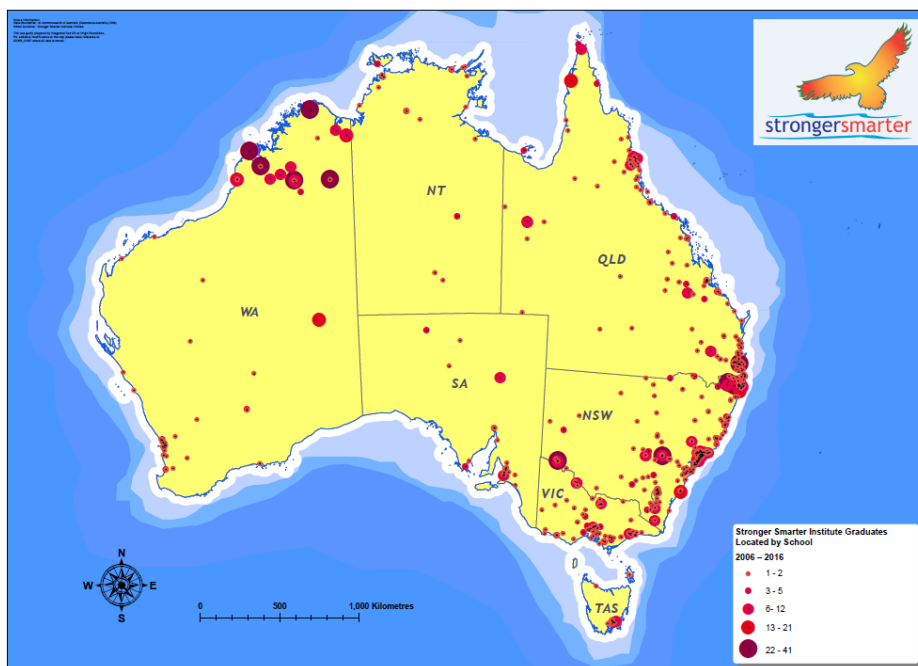 strongersmarter
NT
QLD
WA
SA
NSW
VIC
TAS
N
W E
S
0 500 1,000 Kilometres
Stronger Smarter Institute Graduates
Located by School
2006 – 2016
1 - 2
3 - 5
6- 12
13 - 21
22 - 41